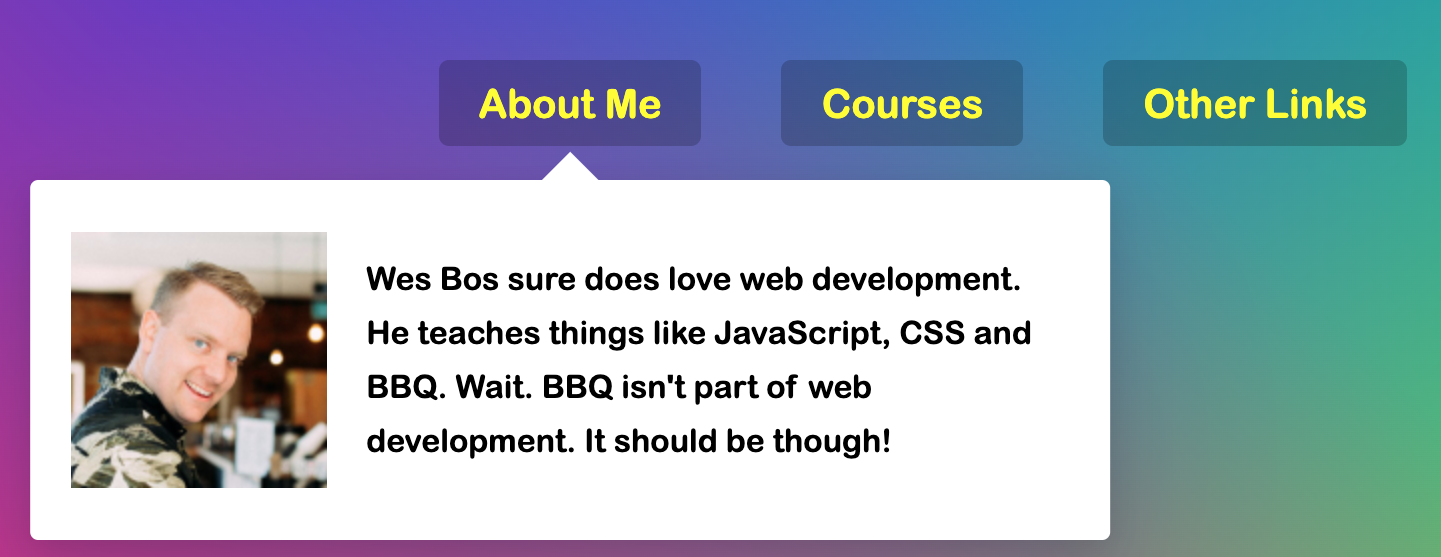 About Me
Courses
Other Links
Wes Bos sure does love web development.
He teaches things like JavaScript, CSS and
BBQ. Wait. BBQ isn't part of web
development. It should be though!